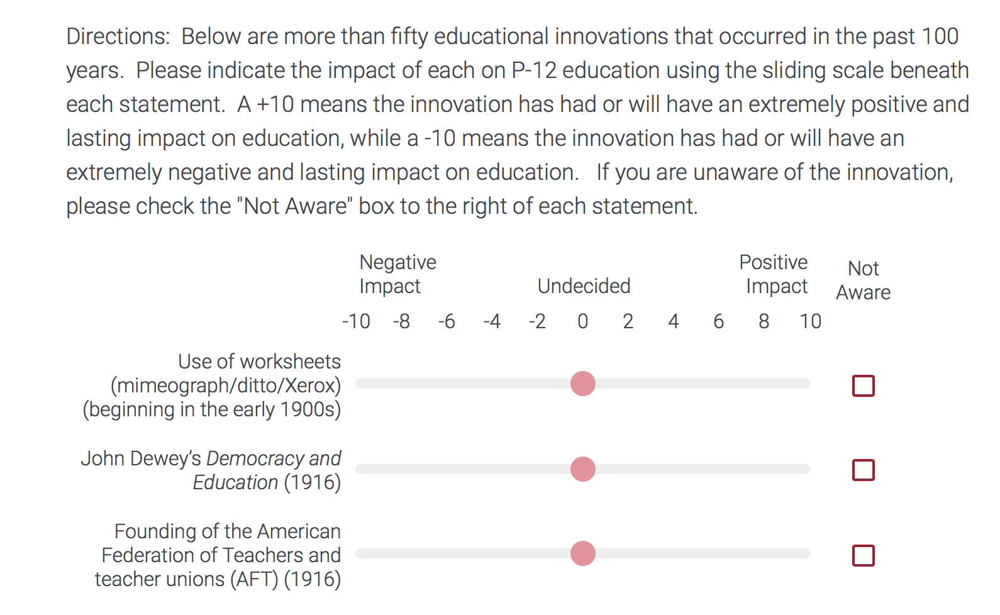 Directions:  Below are more than fifty educational innovations that occurred in the past 100
years.  Please indicate the impact of each on P-12 education using the sliding scale beneath
each statement.  A +10 means the innovation has had or will have an extremely positive and
lasting impact on education, while a -10 means the innovation has had or will have an
extremely negative and lasting impact on education.   If you are unaware of the innovation,
please check the "Not Aware" box to the right of each statement.
Negative
Impact
Undecided
Positive
Impact
Not
Aware
-10 -8 -6 -4 -2 0 2 4 6 8 10
Use of worksheets
(mimeograph/ditto/Xerox)
(beginning in the early 1900s)
John Dewey’s Democracy and
Education (1916)
Founding of the American
Federation of Teachers and
teacher unions (AFT) (1916)